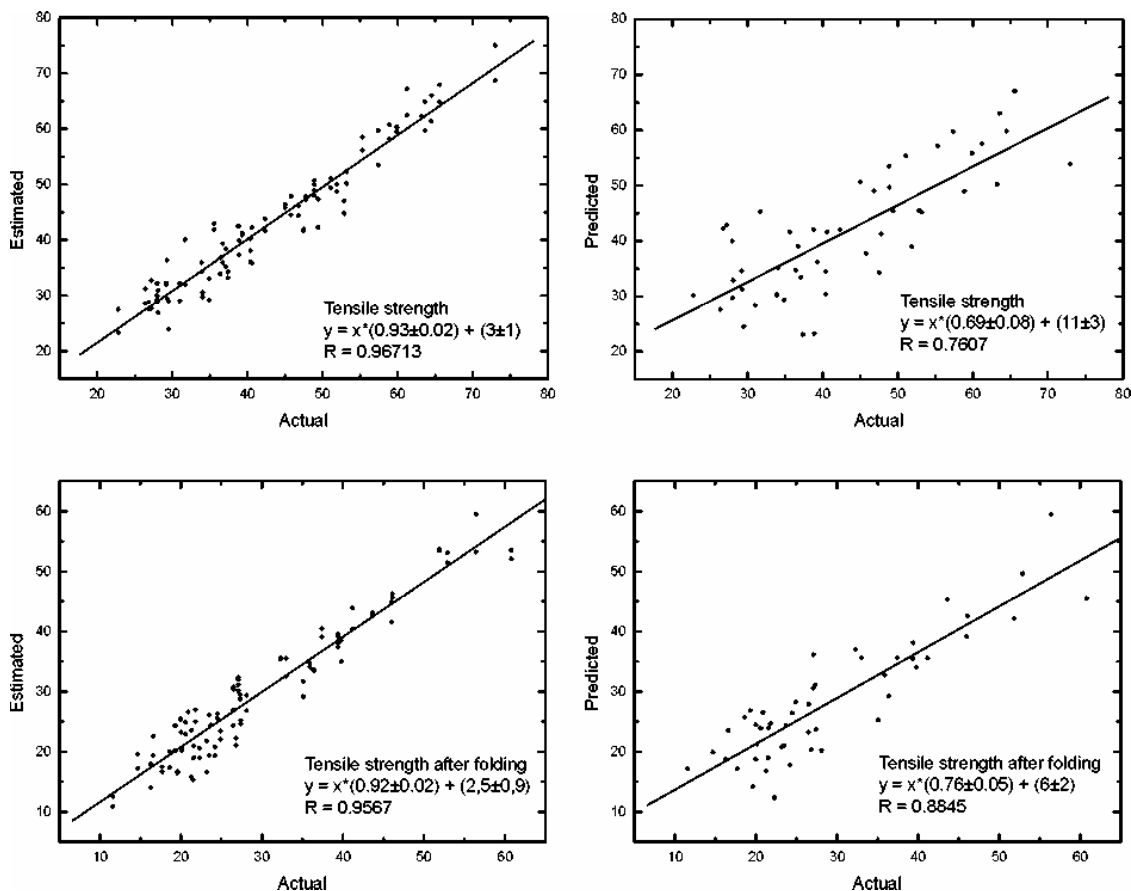 80
70
60
50
40
30
20
Estimated
20 30 40 50 60 70 80
Actual
Tensile strength
y = x*(0.93±0.02) + (3±1)
R = 0.96713
80
70
60
50
40
30
20
Predicted
20 30 40 50 60 70 80
Actual
Tensile strength
y = x*(0.69±0.08) + (11±3)
R = 0.7607
60
50
40
30
20
10
Estimated
10 20 30 40 50 60
Actual
Tensile strength after folding
y = x*(0.92±0.02) + (2,5±0,9)
R = 0.9567
60
50
40
30
20
10
Predicted
10 20 30 40 50 60
Actual
Tensile strength after folding
y = x*(0.76±0.05) + (6±2)
R = 0.8845